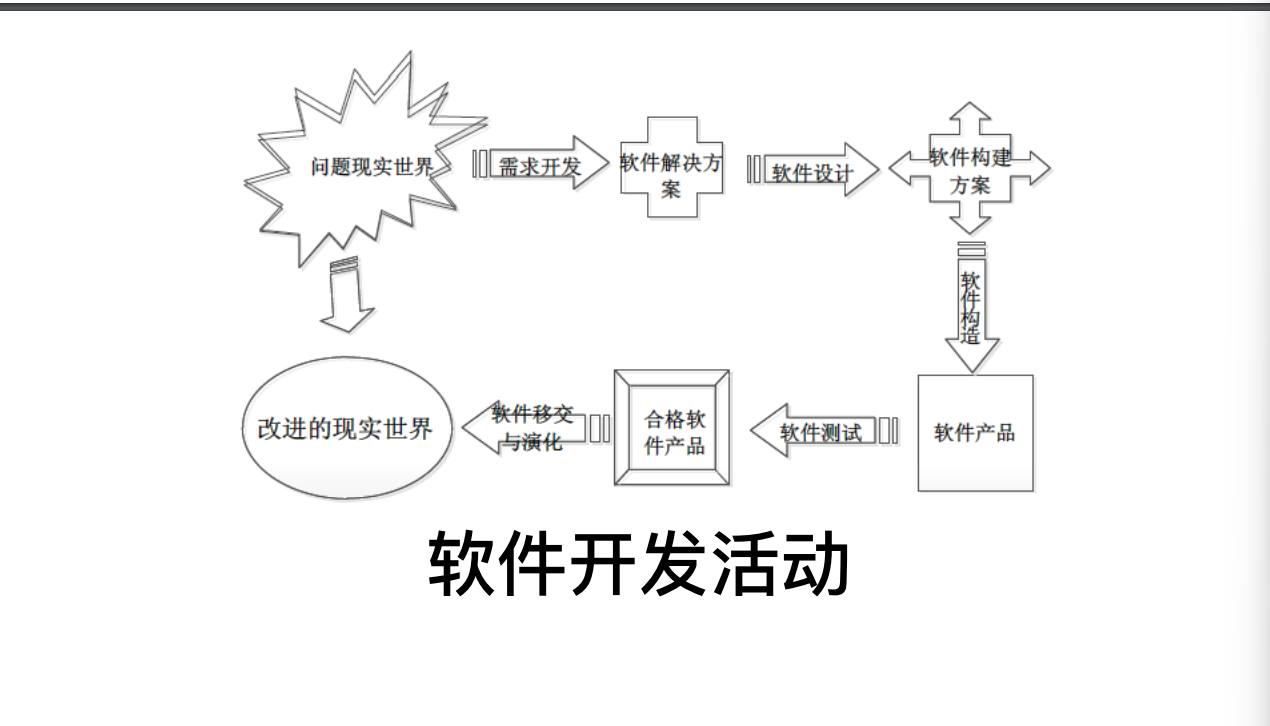 问题现实世界
需求开发
软件解决方
案
软件设计
软件构建
方案
软
件
构
造
改进的现实世界
软件移交
与演化
合格软
件产品
软件测试
软件产品
软件开发活动